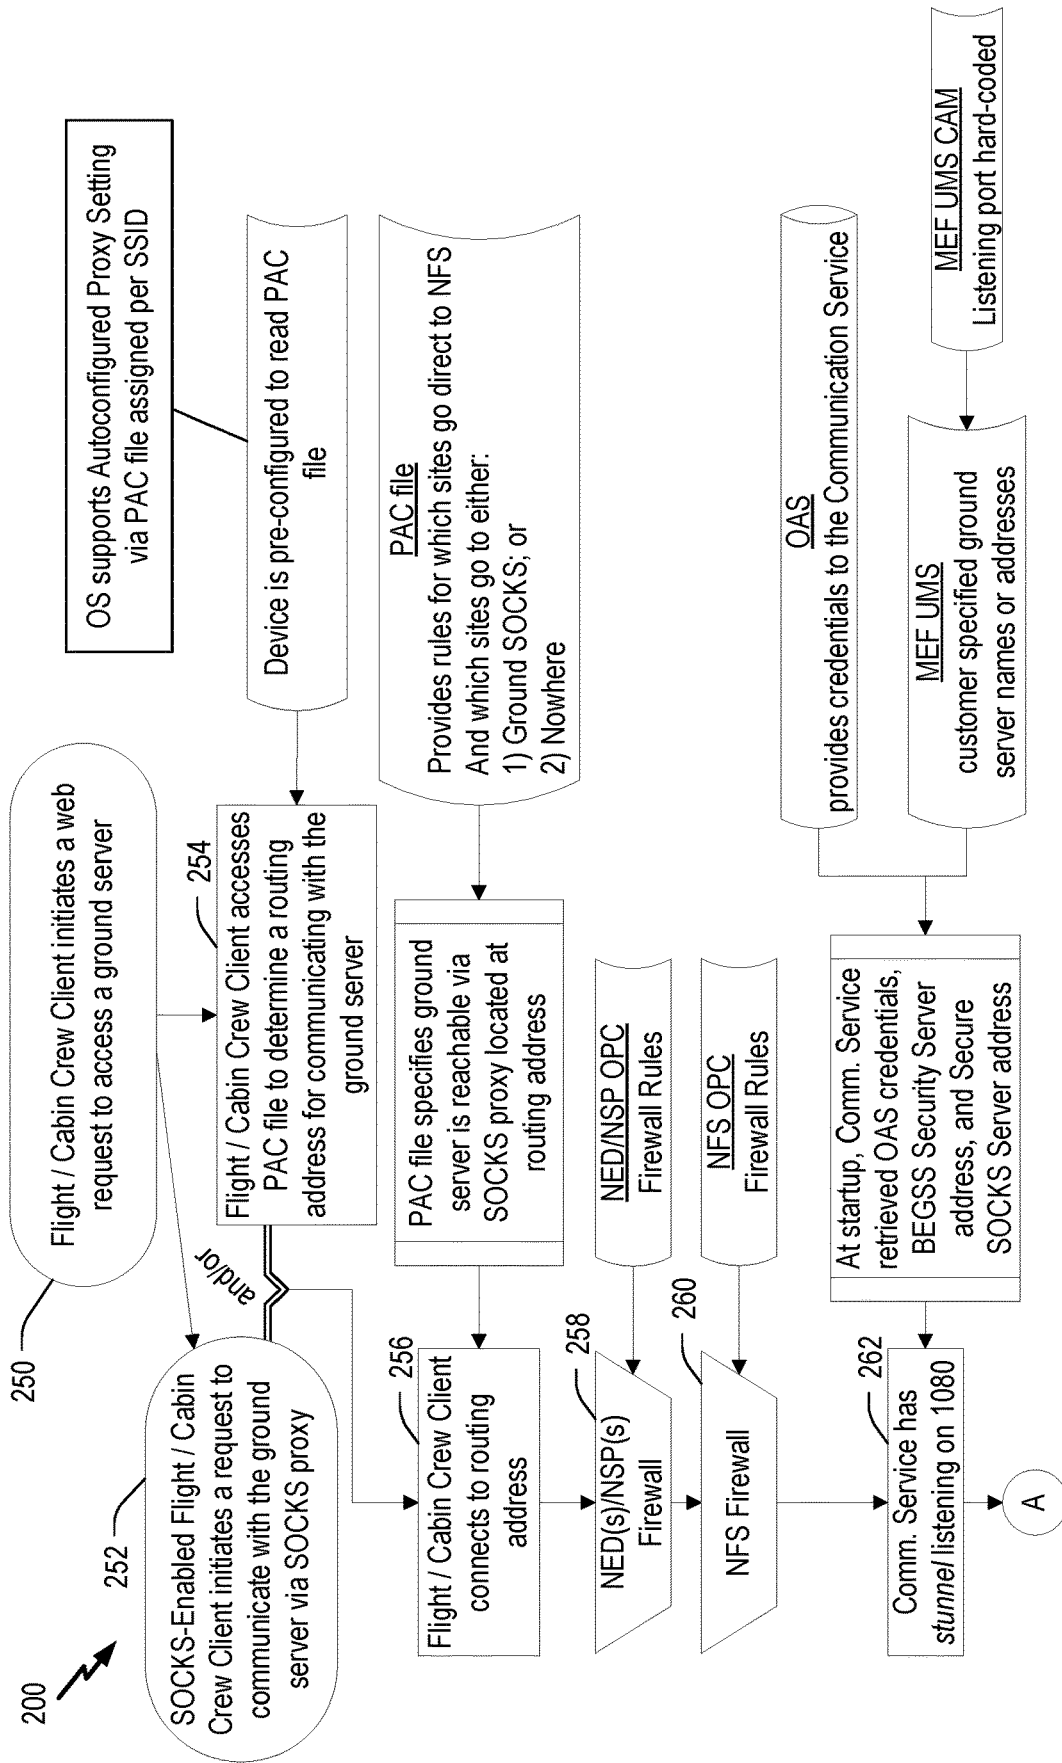 200
250
Flight / Cabin Crew Client initiates a web
request to access a ground server
OS supports Autoconfigured Proxy Setting
via PAC file assigned per SSID
252
SOCKS-Enabled Flight / Cabin
Crew Client initiates a request to
communicate with the ground
server via SOCKS proxy
and/or
254
Flight / Cabin Crew Client accesses
PAC file to determine a routing
address for communicating with the
ground server
Device is pre-configured to read PAC
file
256
Flight / Cabin Crew Client
connects to routing
address
PAC file specifies ground
server is reachable via
SOCKS proxy located at
routing address
PAC file
Provides rules for which sites go direct to NFS
And which sites go to either:
1) Ground SOCKS; or
2) Nowhere
258
NED(s)/NSP(s)
Firewall
NED/NSP OPC
Firewall Rules
260
NFS Firewall
NFS OPC
Firewall Rules
262
Comm. Service has
stunnel listening on 1080
At startup, Comm. Service
retrieved OAS credentials,
BEGSS Security Server
address, and Secure
SOCKS Server address
OAS
provides credentials to the Communication Service
MEF UMS
customer specified ground
server names or addresses
MEF UMS CAM
Listening port hard-coded
A